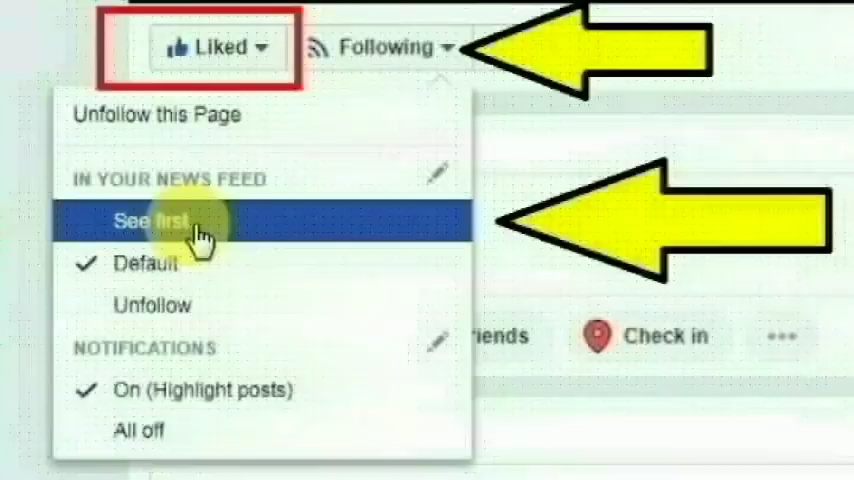 Liked Following
Unfollow this Page
IN YOUR NEWS FEED
See first
Default
Unfollow
NOTIFICATIONS
riends Check in
On (Highlight posts)
All off